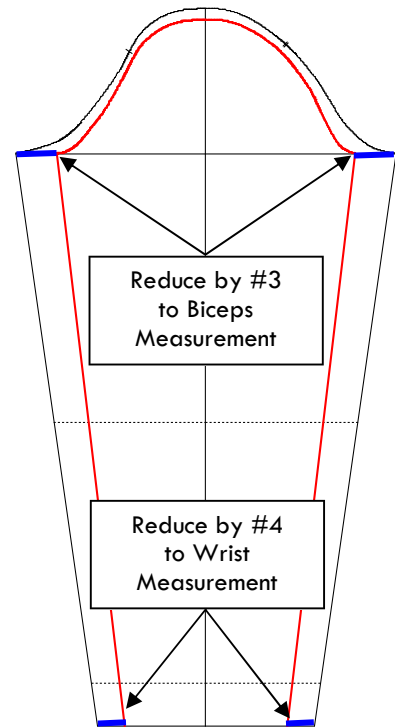 Reduce by #3
to Biceps
Measurement
Reduce by #4
to Wrist
Measurement